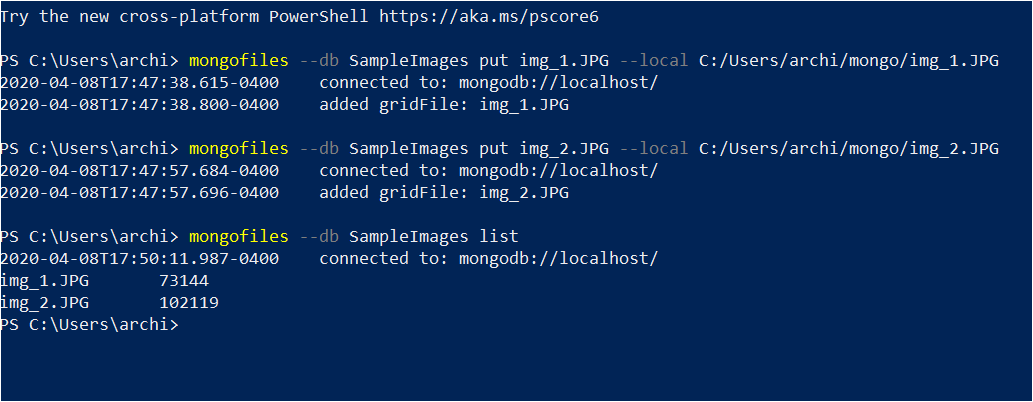 Try the new cross-platform PowerShell https://aka.ms/pscore6
PS C:\Users\archi> mongofiles --db SampleImages put img_1.JPG --local C:/Users/archi/mongo/img_1.JPG
2020-04-08T17:47:38.615-0400    connected to: mongodb://localhost/
2020-04-08T17:47:38.800-0400    added gridFile: img_1.JPG
PS C:\Users\archi> mongofiles --db SampleImages put img_2.JPG --local C:/Users/archi/mongo/img_2.JPG
2020-04-08T17:47:57.684-0400    connected to: mongodb://localhost/
2020-04-08T17:47:57.696-0400    added gridFile: img_2.JPG
PS C:\Users\archi> mongofiles --db SampleImages list
2020-04-08T17:50:11.987-0400    connected to: mongodb://localhost/
img_1.JPG       73144
img_2.JPG       102119
PS C:\Users\archi>